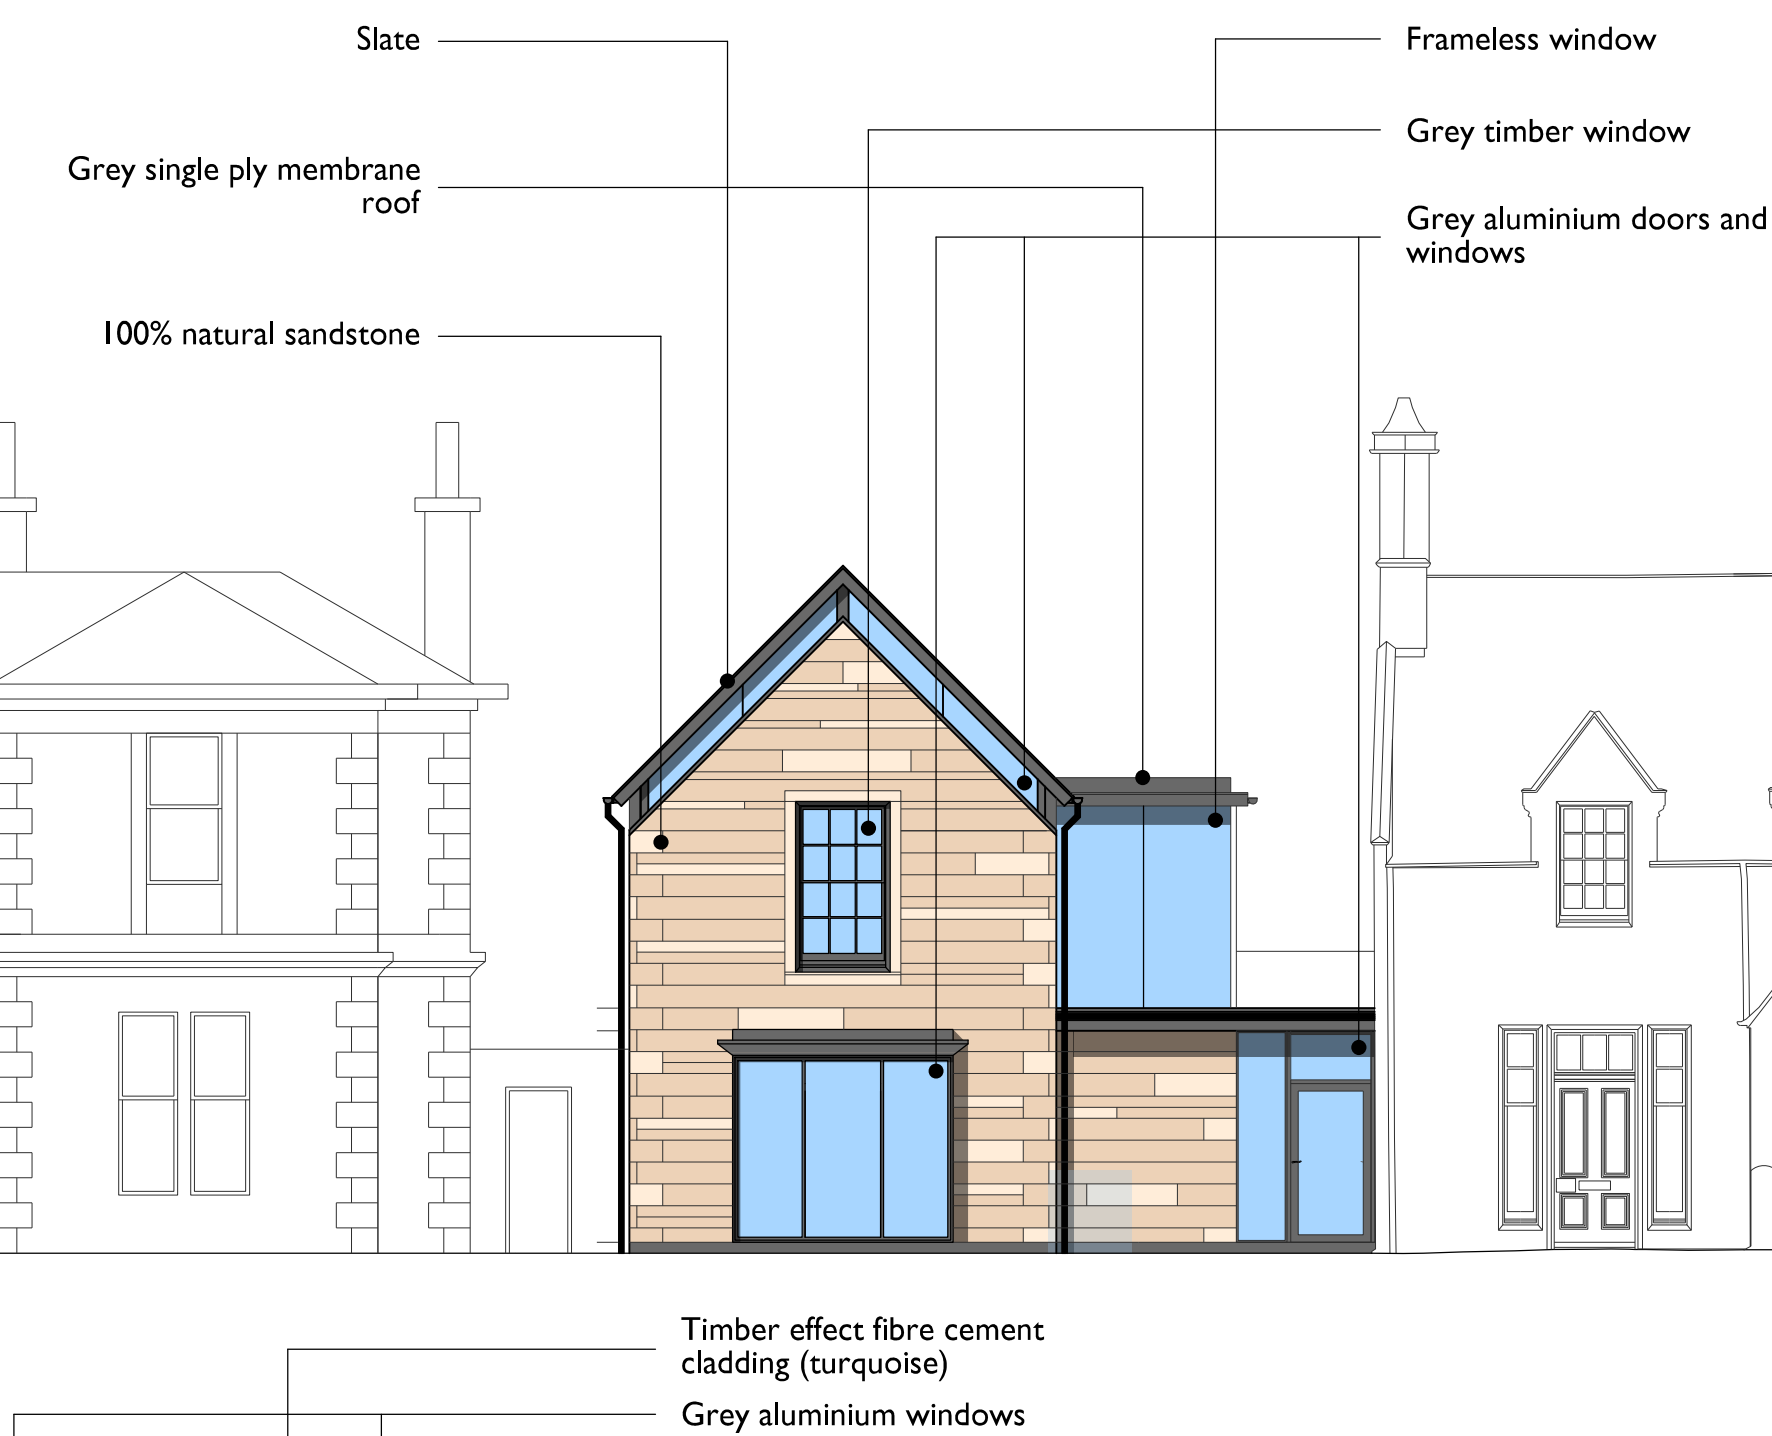 Slate
Grey single ply membrane
roof
100% natural sandstone
Frameless window
Grey timber window
Grey aluminium doors and
windows
Timber effect fibre cement
cladding (turquoise)
Grey aluminium windows